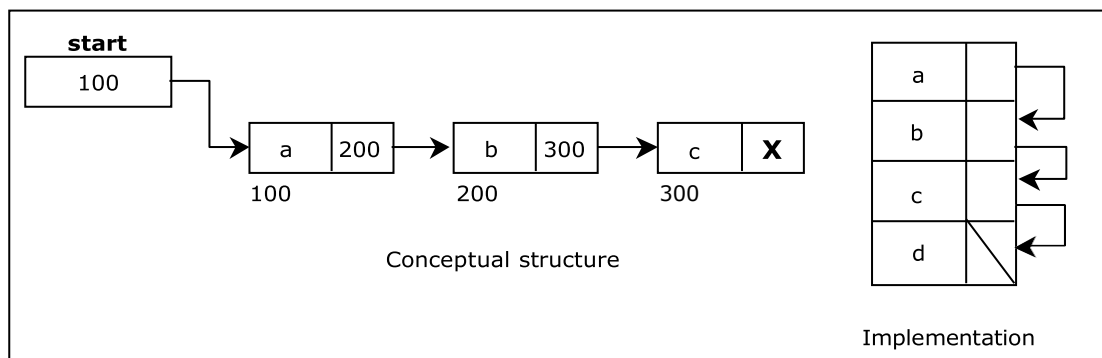 start
100
a 200
b 300
c X
100
200
300
Conceptual structure
a
b
c
d
Implementation